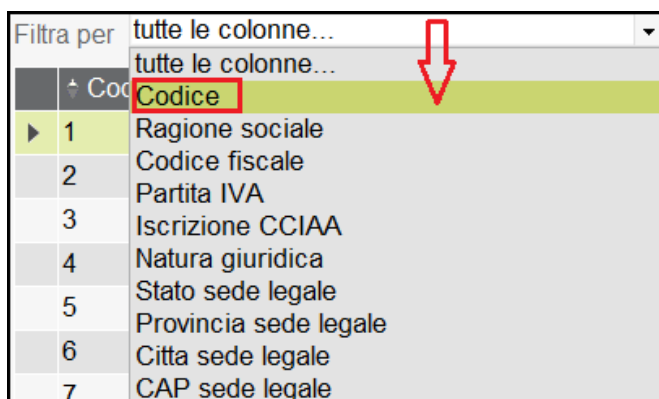 Filtra per tutte le colonne...
tutte le colonne...
Cod
Codice
1
Ragione sociale
Codice fiscale
2
Partita IVA
3
Iscrizione CCIAA
4
Natura giuridica
Stato sede legale
5
Provincia sede legale
6
Citta sede legale
7
CAP sede legale